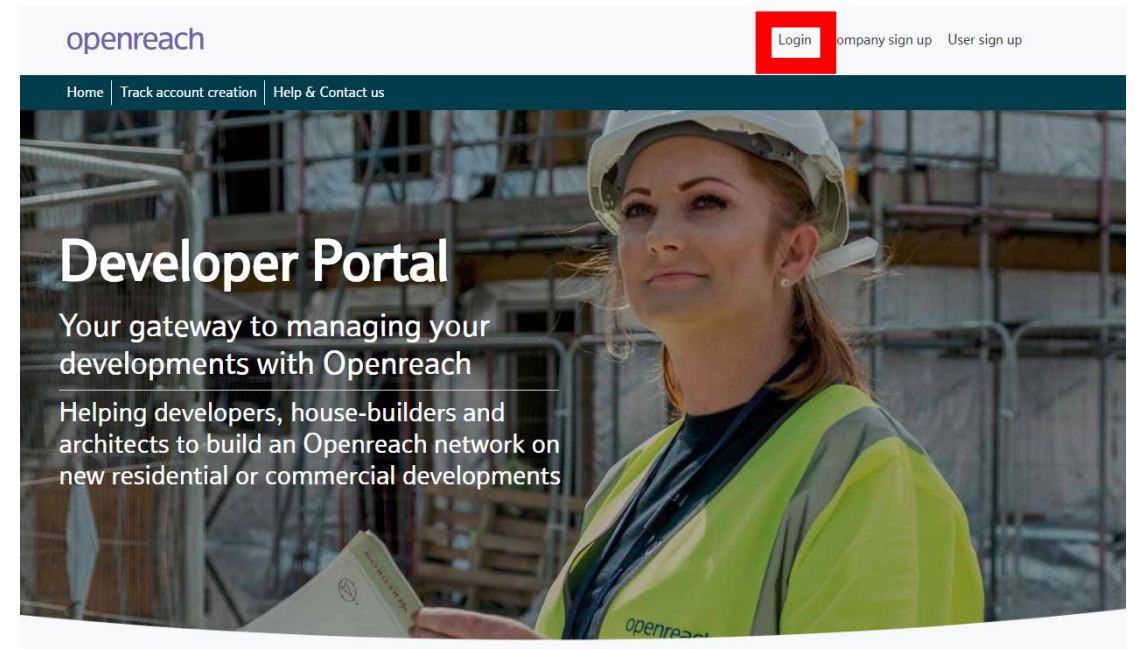 openreach
Login ompany sign up User sign up
Home Track account creation Help & Contact us
Developer Portal
Your gateway to managing your
developments with Openreach
Helping developers, house-builders and
architects to build an Openreach network on
new residential or commercial developments
openreach